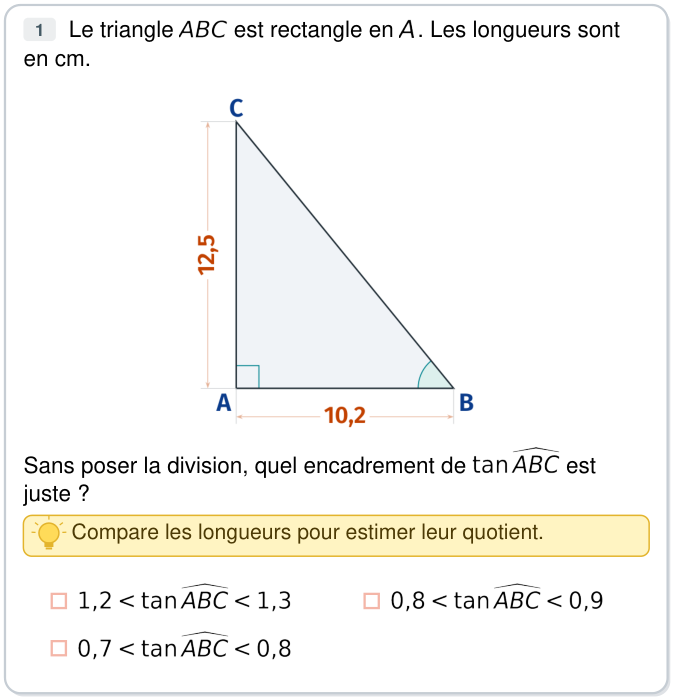 1 Le triangle ABC est rectangle en A. Les longueurs sont
en cm.
C
12,5
A
B
10,2
Sans poser la division, quel encadrement de tan ABC est
juste ?
Compare les longueurs pour estimer leur quotient.
1,2 < tan ABC < 1,3
0,8 < tan ABC < 0,9
0,7 < tan ABC < 0,8